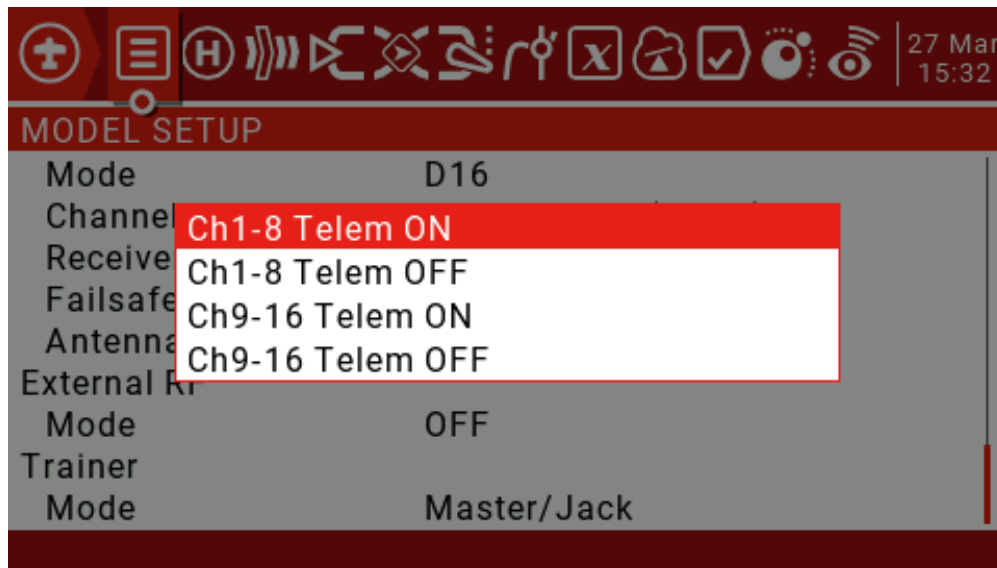 H x 27 Mar
15:32
MODEL SETUP
Mode D16
Channel
Ch1-8 Telem ON
Receive
Ch1-8 Telem OFF
Failsafe
Ch9-16 Telem ON
Antenna
Ch9-16 Telem OFF
External RF
Mode OFF
Trainer
Mode Master/Jack